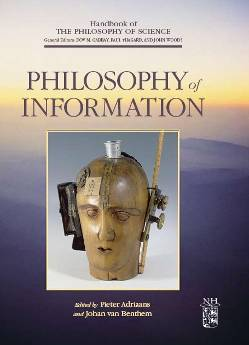 Handbook of
THE PHILOSOPHY OF SCIENCE
General Editors: DOV M. GABBAY, PAUL THAGARD, AND JOHN WOODS
PHILOSOPHY of
INFORMATION
Edited by Pieter Adriaans
and Johan van Benthem
NH